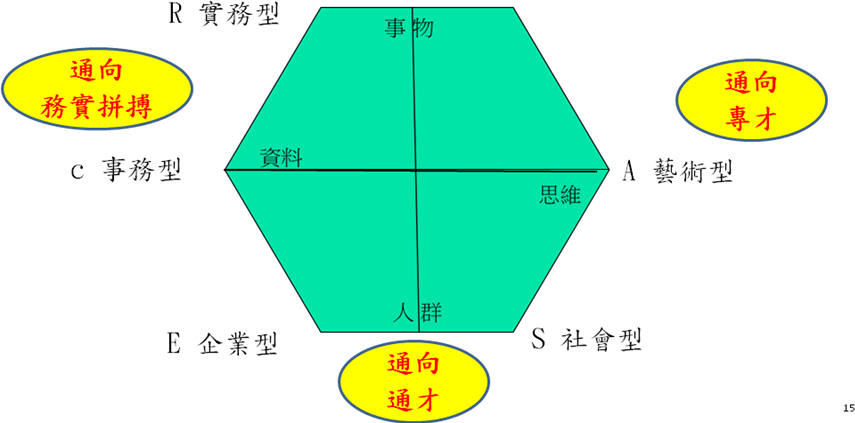 R 實務型
事物
通向
務實拼搏
通向
專才
資料
c 事務型
A 藝術型
思維
人群
E 企業型
S 社會型
通向
通才
15